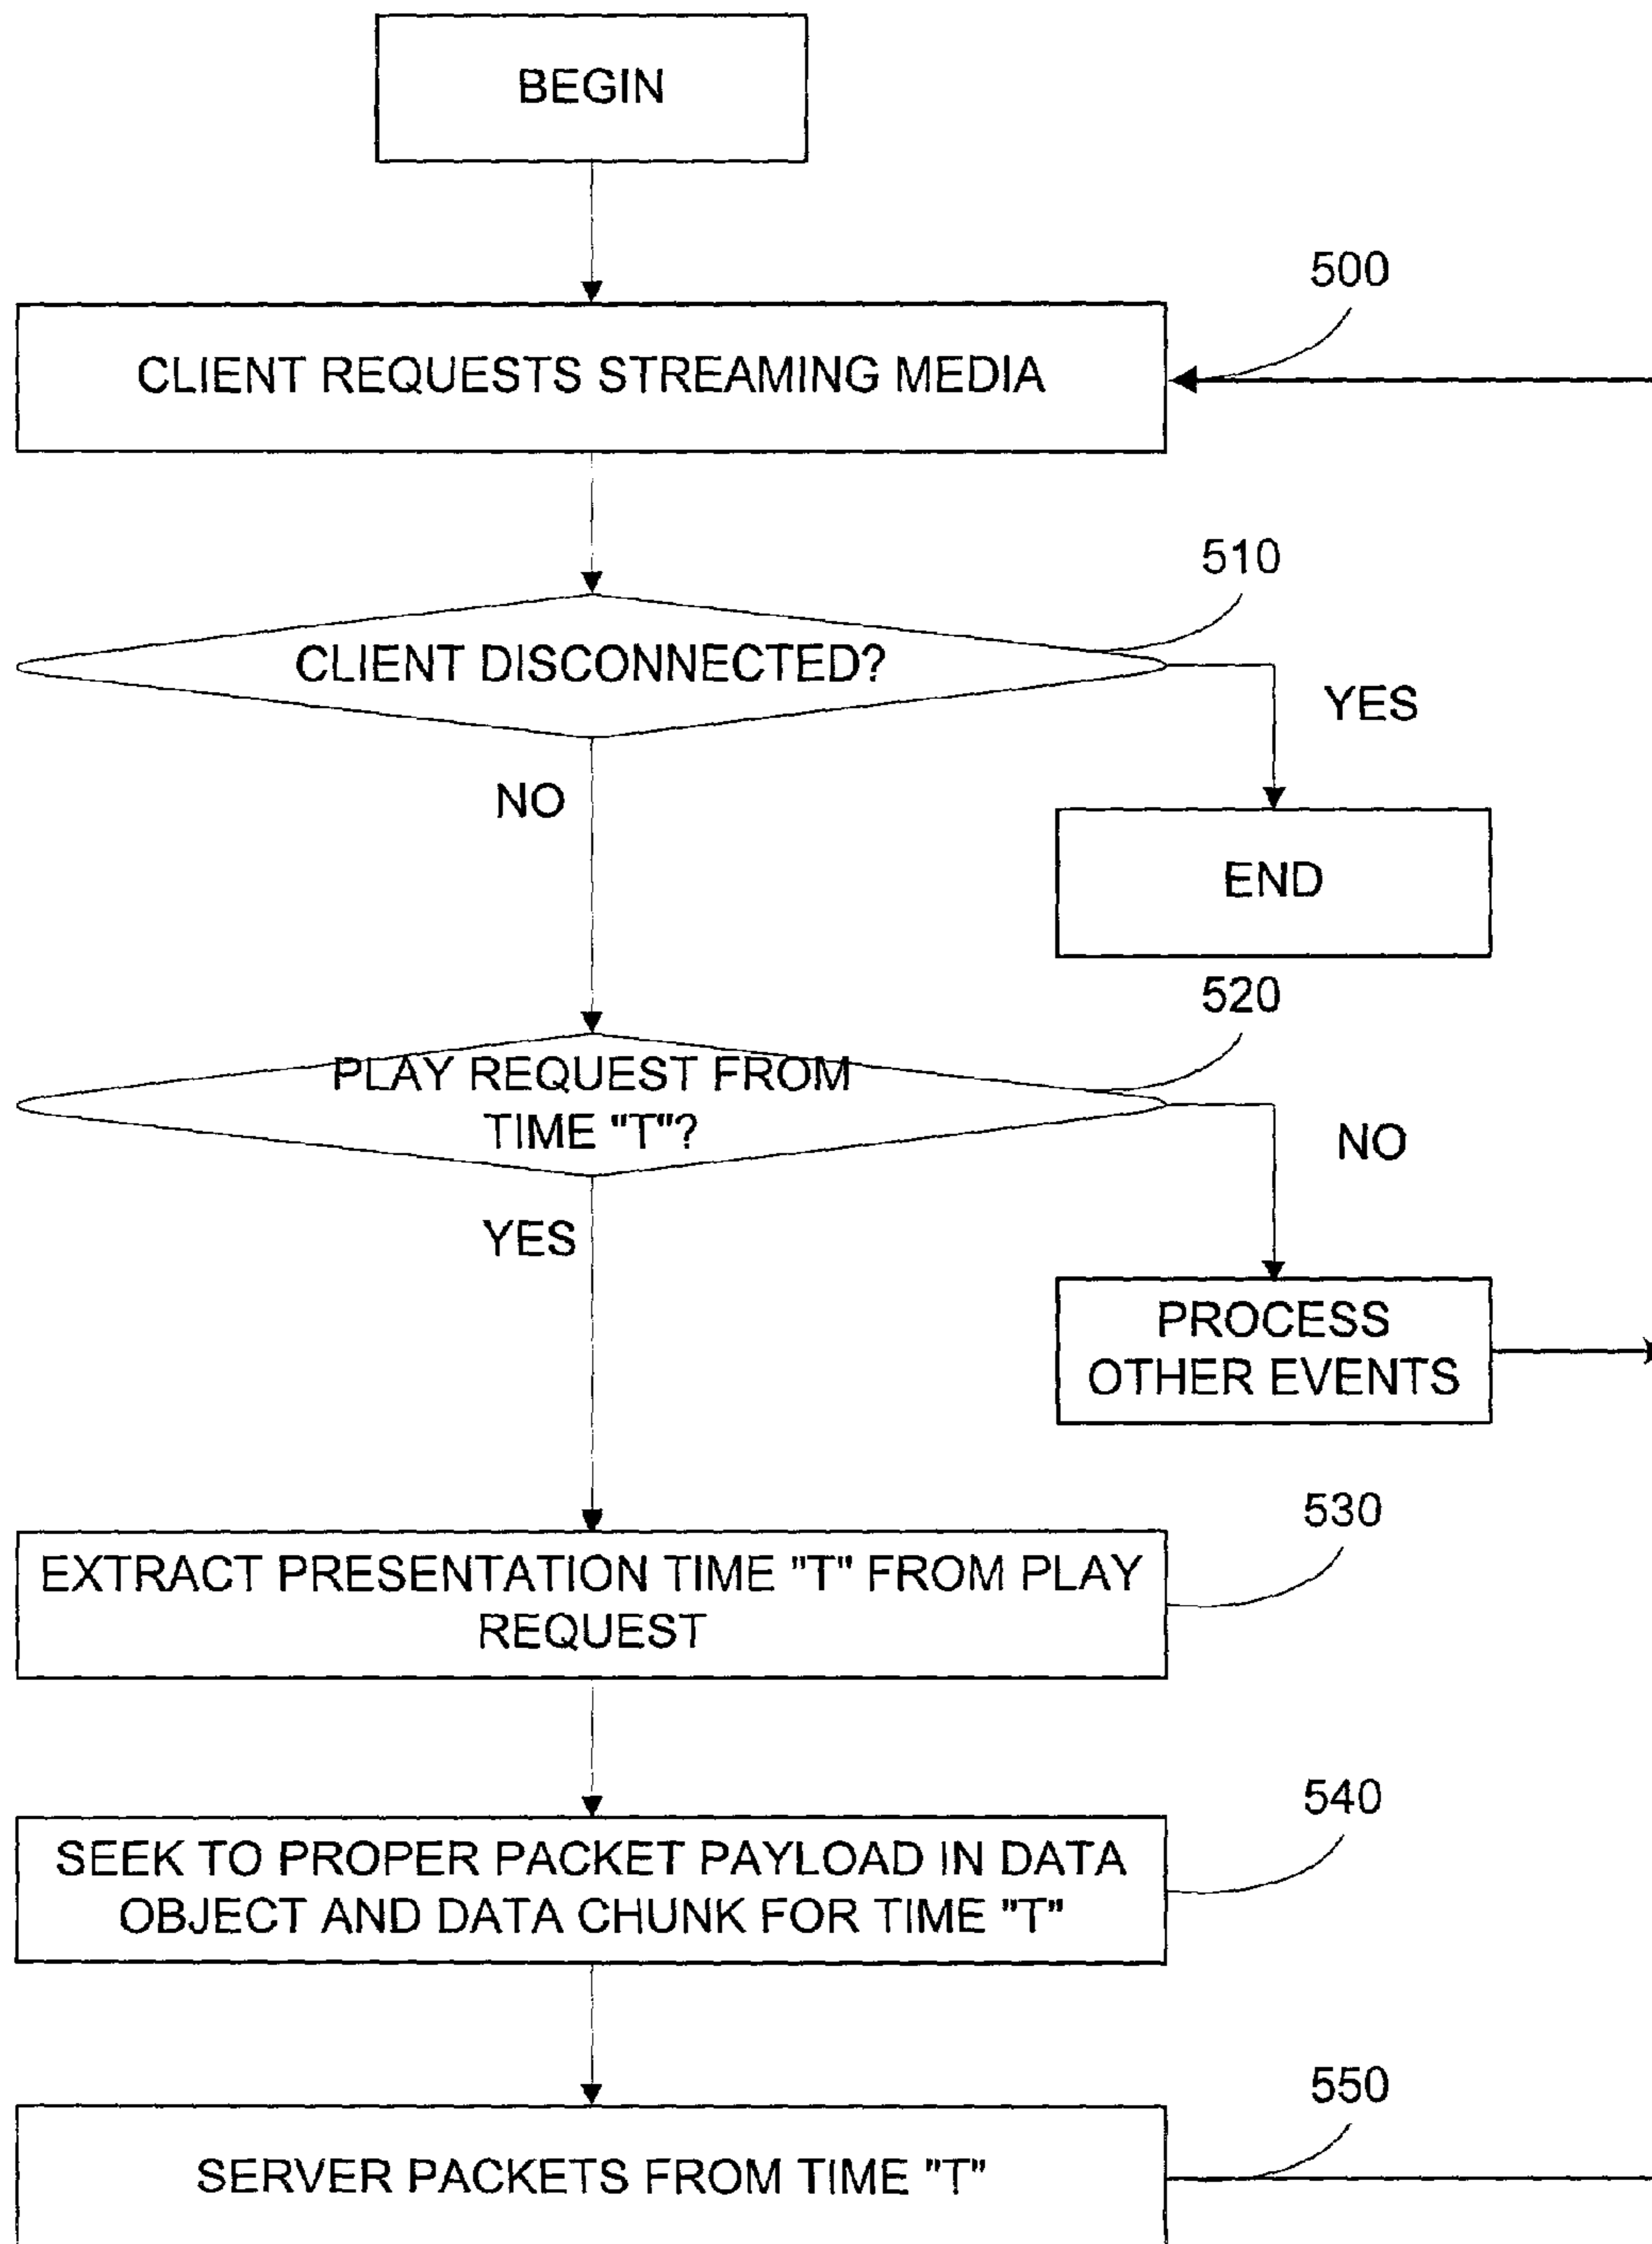 BEGIN
500
CLIENT REQUESTS STREAMING MEDIA
510
CLIENT DISCONNECTED?
YES
NO
END
520
PLAY REQUEST FROM
TIME "T"?
NO
YES
PROCESS
OTHER EVENTS
530
EXTRACT PRESENTATION TIME "T" FROM PLAY
REQUEST
540
SEEK TO PROPER PACKET PAYLOAD IN DATA
OBJECT AND DATA CHUNK FOR TIME "T"
550
SERVER PACKETS FROM TIME "T"